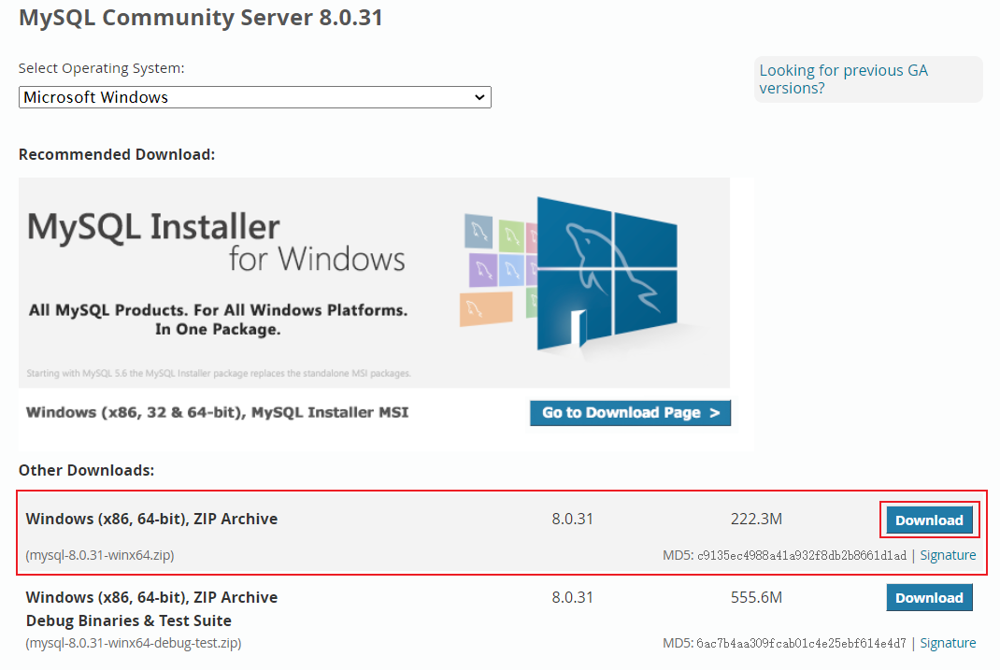 MySQL Community Server 8.0.31
Select Operating System:
Looking for previous GA
versions?
Microsoft Windows
Recommended Download:
MySQL Installer
for Windows
All MySQL Products. For All Windows Platforms.
In One Package.
Starting with MySQL 5.6 the MySQL Installer package replaces the standalone MSI packages.
Windows (x86, 32 & 64-bit), MySQL Installer MSI
Go to Download Page >
Other Downloads:
Windows (x86, 64-bit), ZIP Archive 8.0.31 222.3M Download
(mysql-8.0.31-winx64.zip) MD5: c9135ec4988a41a932f8db2b8661d1ad | Signature
Windows (x86, 64-bit), ZIP Archive 8.0.31 555.6M Download
Debug Binaries & Test Suite
(mysql-8.0.31-winx64-debug-test.zip) MD5: 6ac7b4aa309fcab01c4e25ebf614e4d7 | Signature